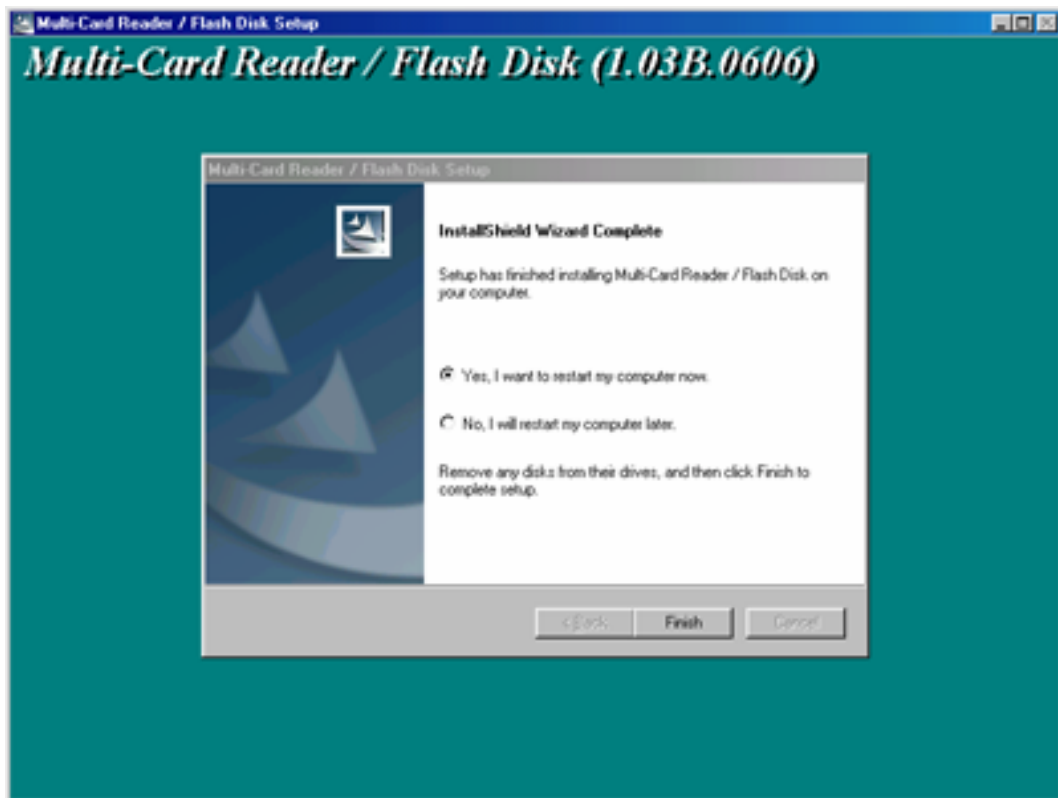 Multi-Card Reader / Flash Disk Setup
Multi-Card Reader / Flash Disk (1.03B.0606)
Multi-Card Reader / Flash Disk Setup
InstallShield Wizard Complete
Setup has finished installing Multi-Card Reader / Flash Disk on
your computer.
Yes, I want to restart my computer now.
No, I will restart my computer later.
Remove any disks from their drives, and then click Finish to
complete setup.
< Back
Finish
Cancel